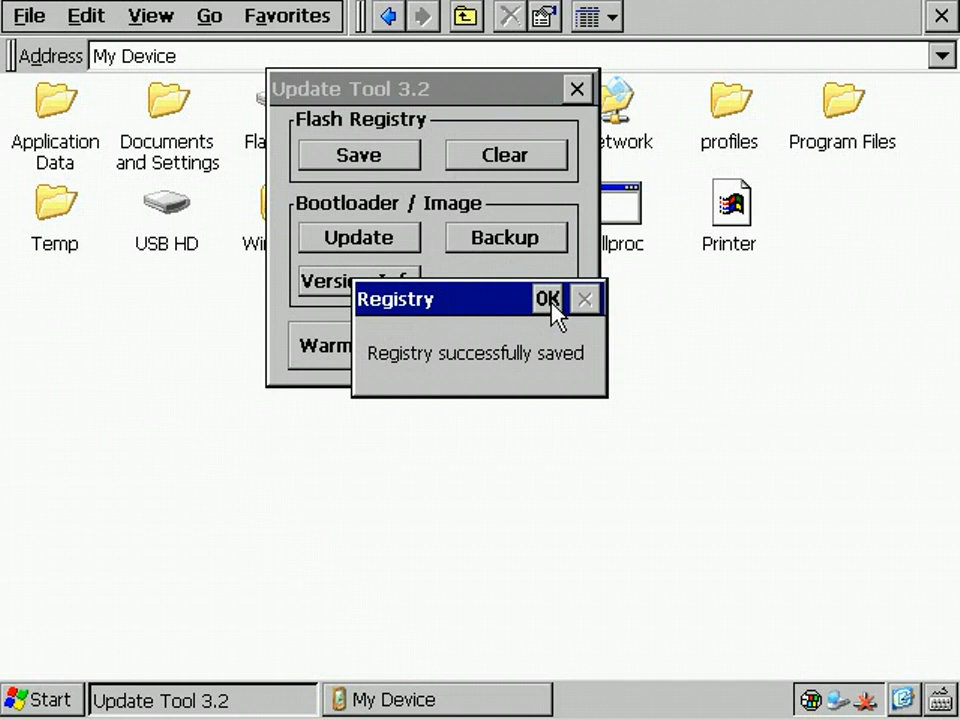 File Edit View Go Favorites
Address My Device
Update Tool 3.2
Flash Registry
Save Clear
Bootloader / Image
Update Backup
Registry OK
Registry successfully saved
Warm
Application Data
Documents and Settings
profiles
Program Files
Temp
USB HD
Printer
Start Update Tool 3.2 My Device